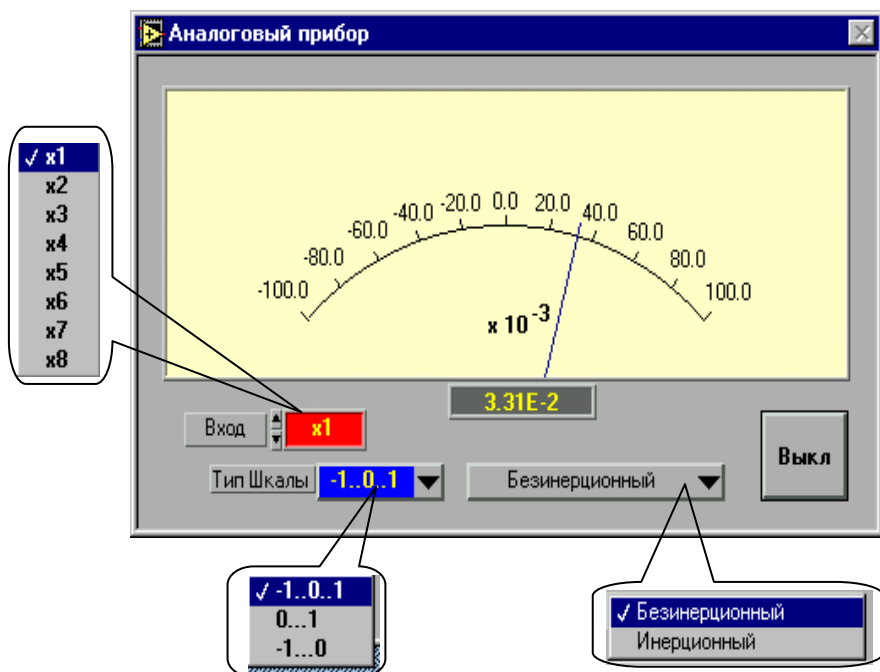 Аналоговый прибор
✓ x1
x2
x3
x4
x5
x6
x7
x8
-100.0 -80.0 -60.0 -40.0 -20.0 0.0 20.0 40.0 60.0 80.0 100.0
x 10 -3
3.31E-2
Вход x1
Тип Шкалы -1..0..1
Безинерционный
Выкл
✓ -1..0..1
0...1
-1...0
✓ Безинерционный
Инерционный